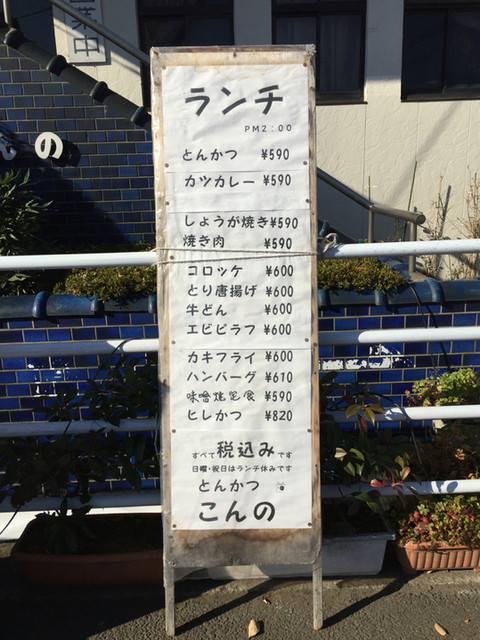 営業中
んの
ランチ
PM2:00
とんかつ ¥590
カツカレー ¥590
しょうが焼き ¥590
焼き肉 ¥590
コロッケ ¥600
とり唐揚げ ¥600
牛どん ¥600
エビピラフ ¥600
カキフライ ¥600
ハンバーグ ¥610
味噌焼定食 ¥590
ヒレかつ ¥820
すべて税込みです
日曜・祝日はランチ休みです
とんかつ
こんの